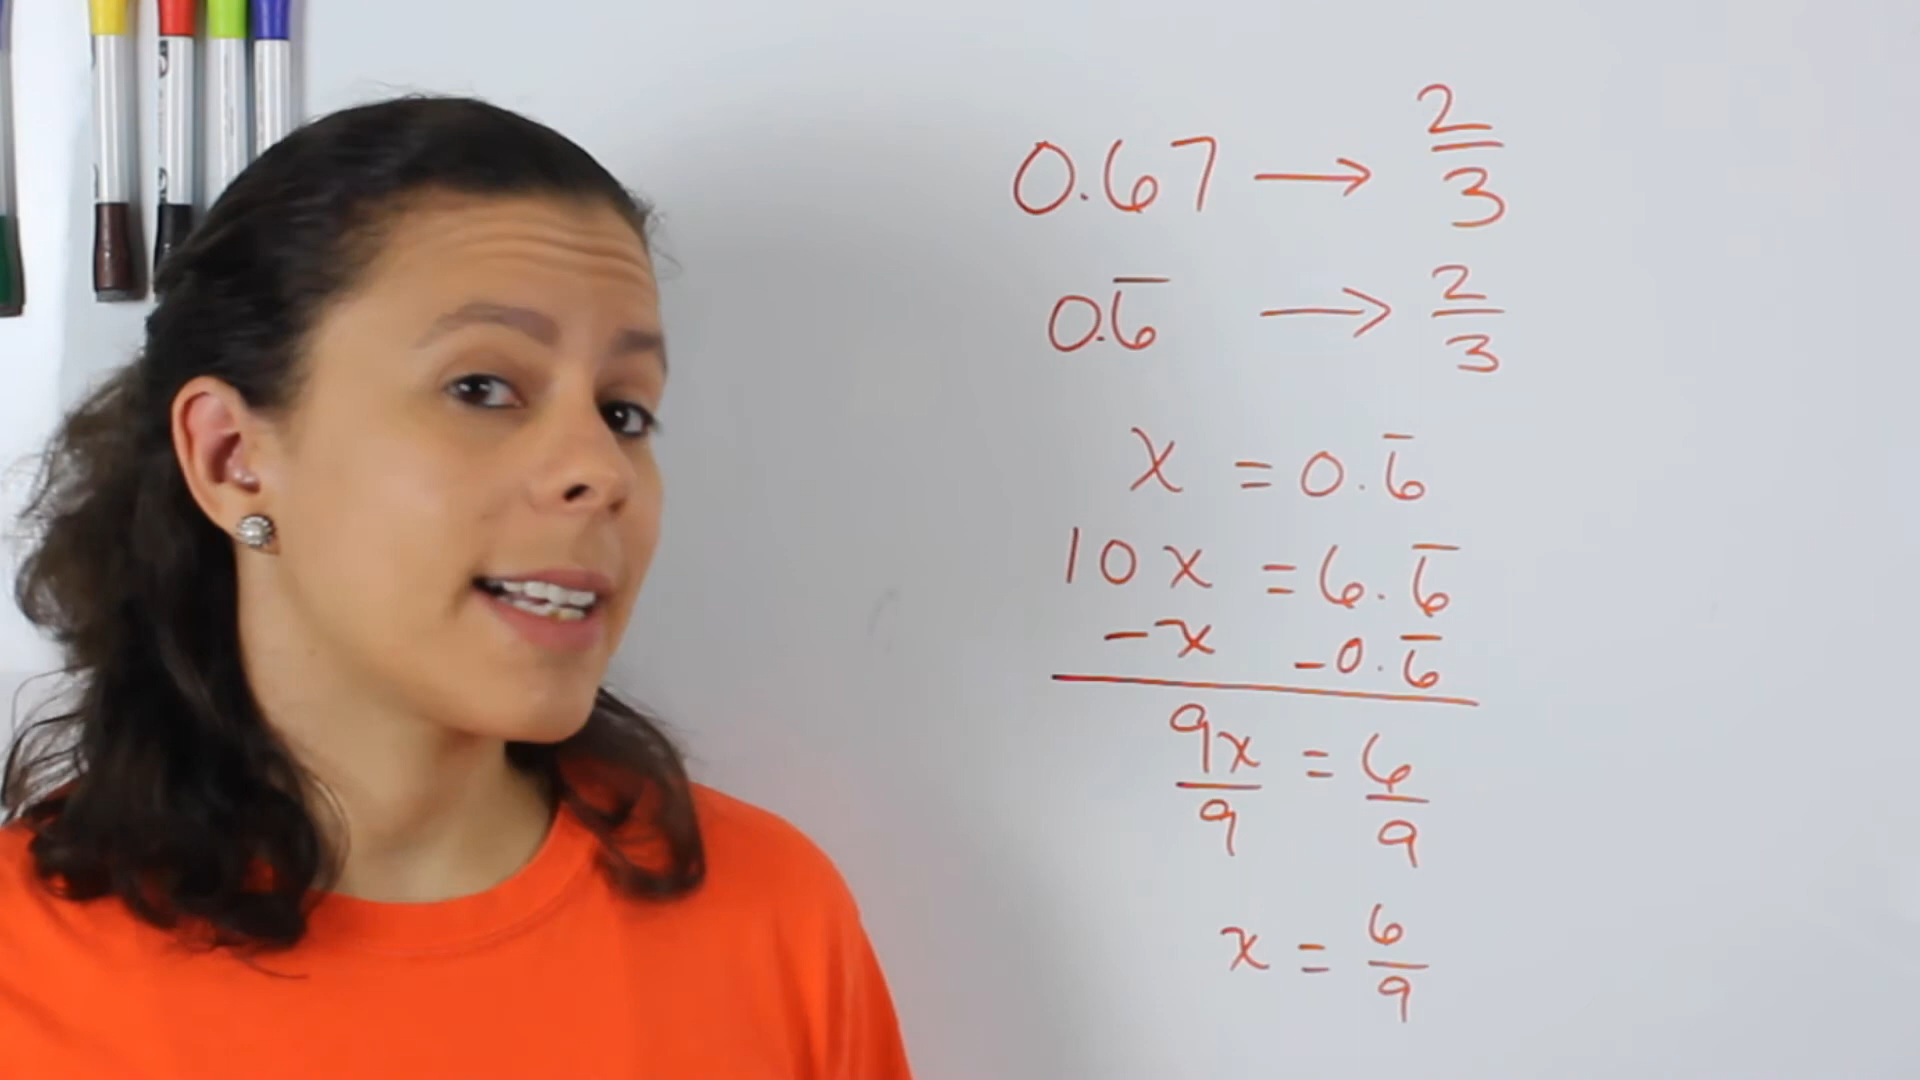 0.67 → 2/3
0.6̅ → 2/3
x = 0.6̅
10x = 6.6̅
-x -0.6̅
9x/9 = 6/9
x = 6/9